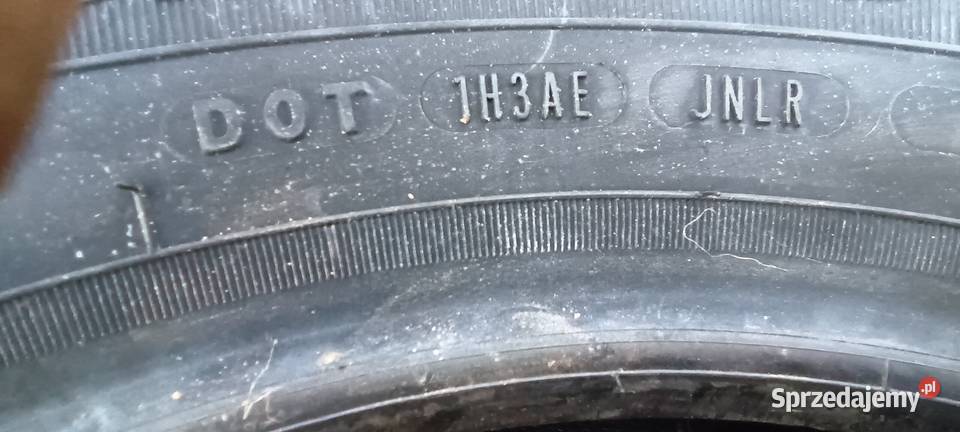 DOT 1H3AE JNLR
Sprzedajemy.pl